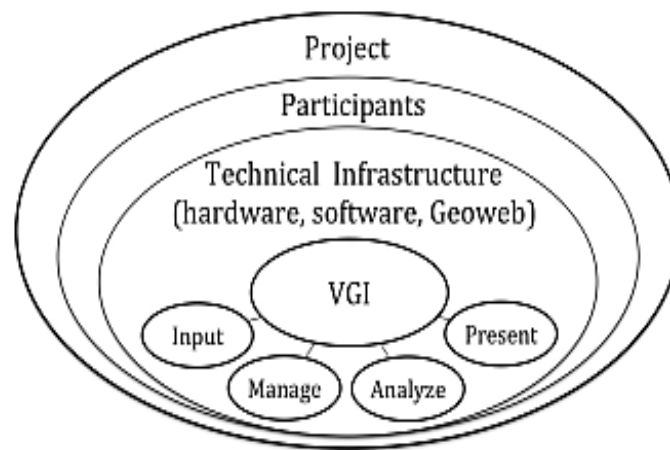 Project
Participants
Technical Infrastructure
(hardware, software, Geoweb)
VGI
Input
Present
Manage
Analyze